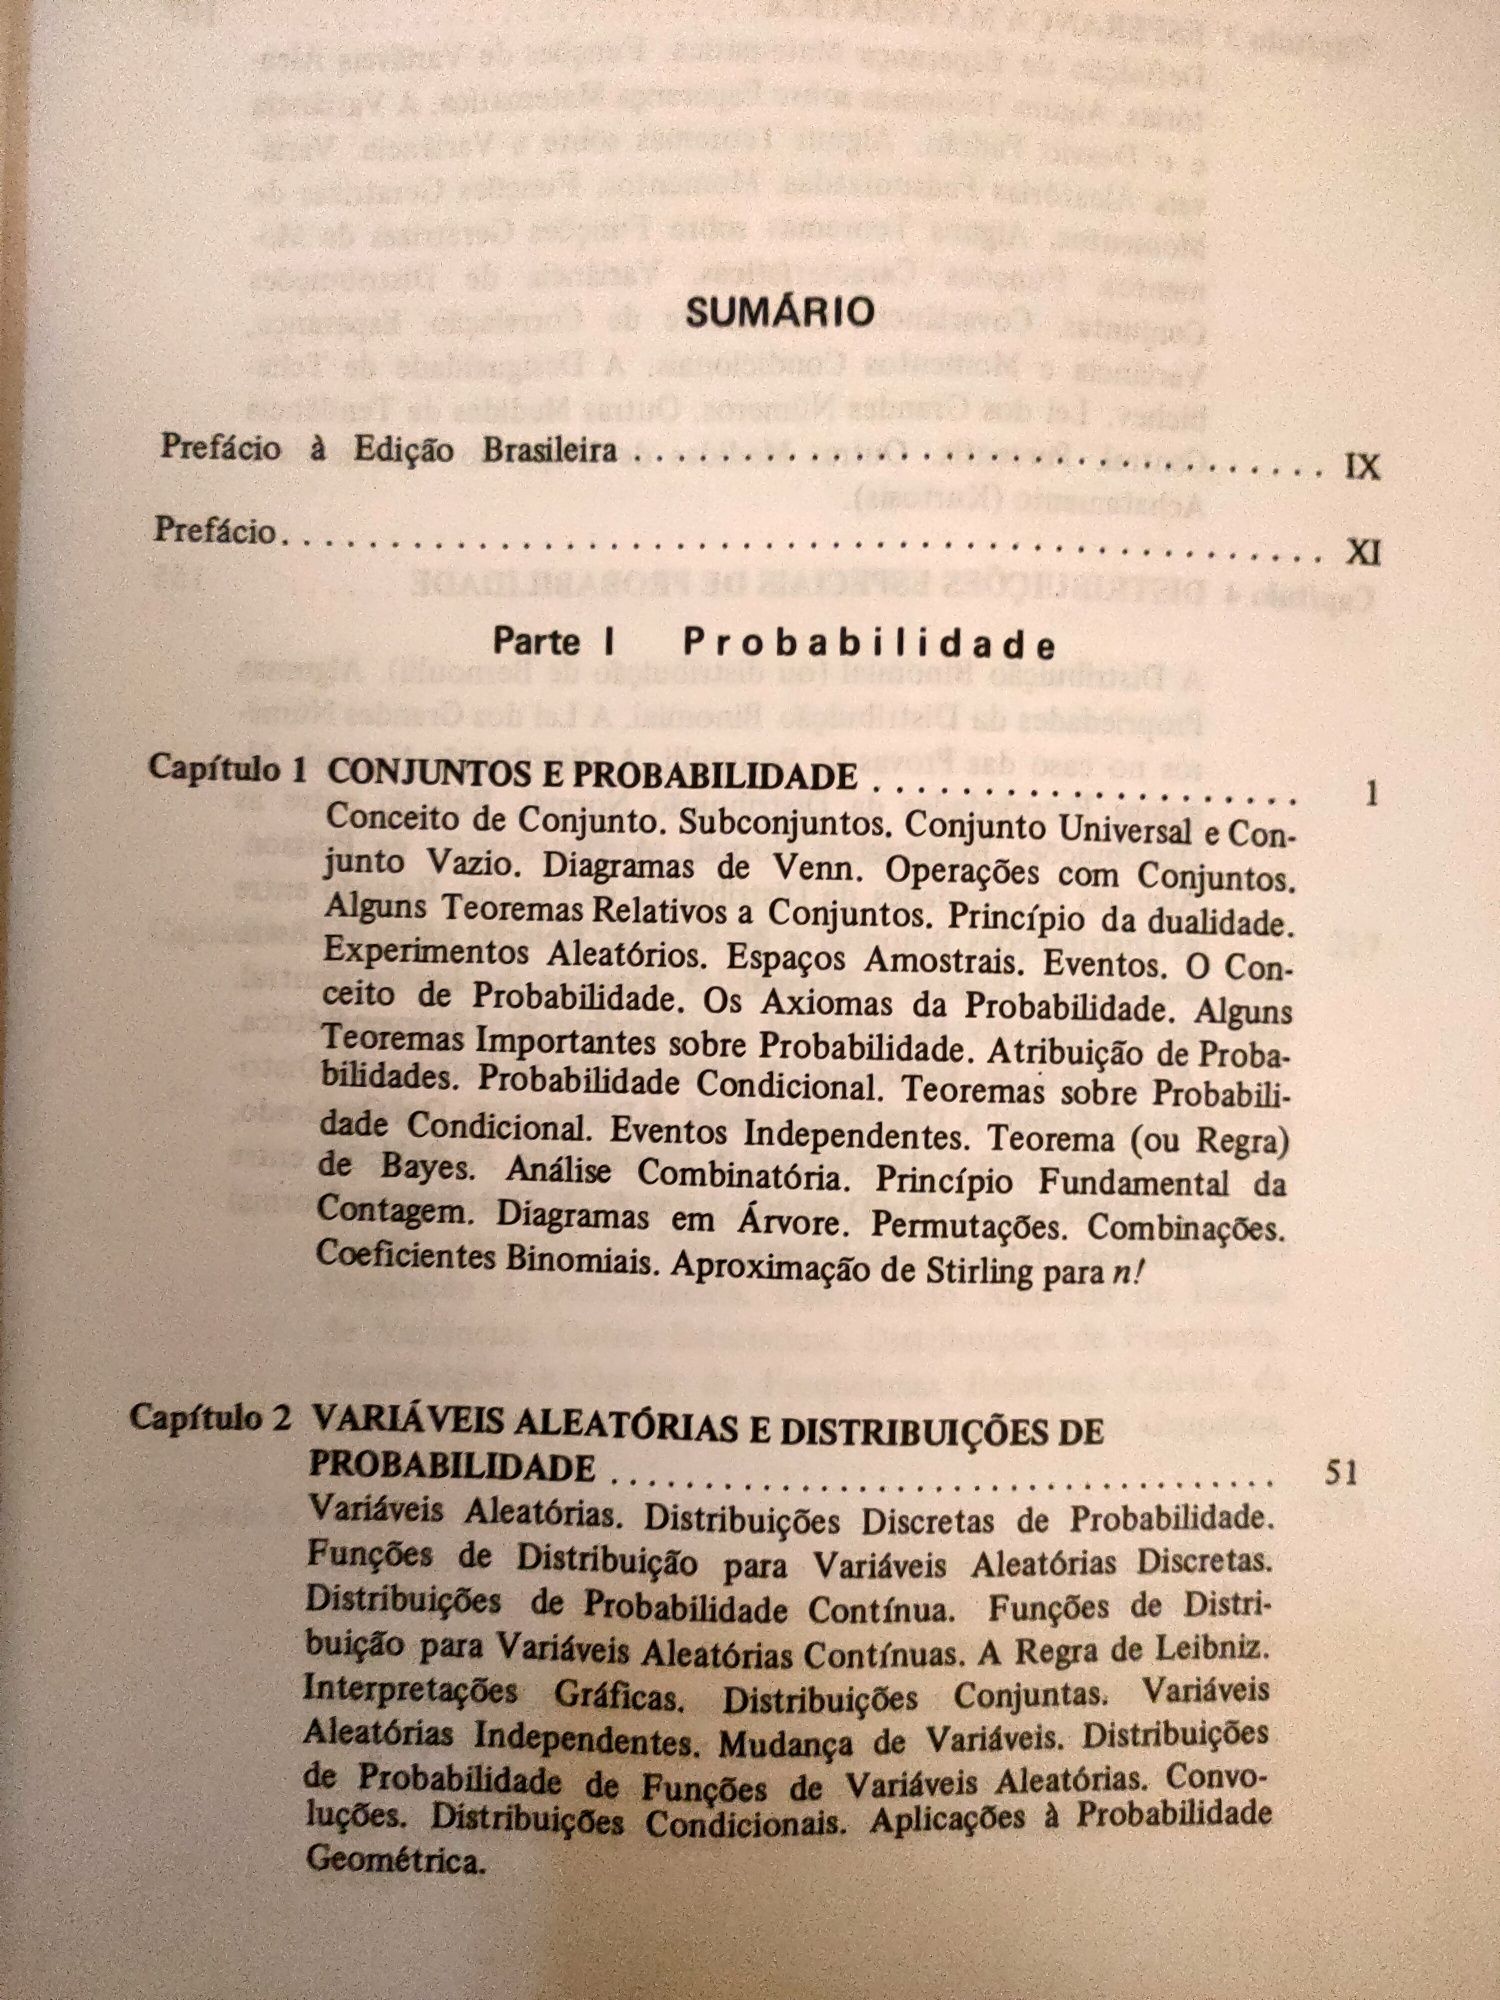 SUMÁRIO
Prefácio à Edição Brasileira . . . . . . . . . . . . . . . . . . . . . . . . . . . . . . . . IX
Prefácio. . . . . . . . . . . . . . . . . . . . . . . . . . . . . . . . . . . . . . . . . . . . . . . . XI
Parte I Probabilidade
Capítulo 1 CONJUNTOS E PROBABILIDADE . . . . . . . . . . . . . . . . . . . 1
Conceito de Conjunto. Subconjuntos. Conjunto Universal e Con-
junto Vazio. Diagramas de Venn. Operações com Conjuntos.
Alguns Teoremas Relativos a Conjuntos. Princípio da dualidade.
Experimentos Aleatórios. Espaços Amostrais. Eventos. O Con-
ceito de Probabilidade. Os Axiomas da Probabilidade. Alguns
Teoremas Importantes sobre Probabilidade. Atribuição de Proba-
bilidades. Probabilidade Condicional. Teoremas sobre Probabili-
dade Condicional. Eventos Independentes. Teorema (ou Regra)
de Bayes. Análise Combinatória. Princípio Fundamental da
Contagem. Diagramas em Árvore. Permutações. Combinações.
Coeficientes Binomiais. Aproximação de Stirling para n!
Capítulo 2 VARIÁVEIS ALEATÓRIAS E DISTRIBUIÇÕES DE
PROBABILIDADE . . . . . . . . . . . . . . . . . . . . . . . . . . . . . . . 51
Variáveis Aleatórias. Distribuições Discretas de Probabilidade.
Funções de Distribuição para Variáveis Aleatórias Discretas.
Distribuições de Probabilidade Contínua. Funções de Distri-
buição para Variáveis Aleatórias Contínuas. A Regra de Leibniz.
Interpretações Gráficas. Distribuições Conjuntas. Variáveis
Aleatórias Independentes. Mudança de Variáveis. Distribuições
de Probabilidade de Funções de Variáveis Aleatórias. Convo-
luções. Distribuições Condicionais. Aplicações à Probabilidade
Geométrica.